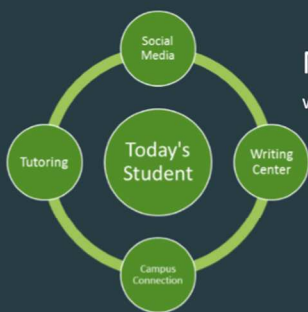 Social
Media
Today's
Student
Tutoring
Writing
Center
Campus
Connection